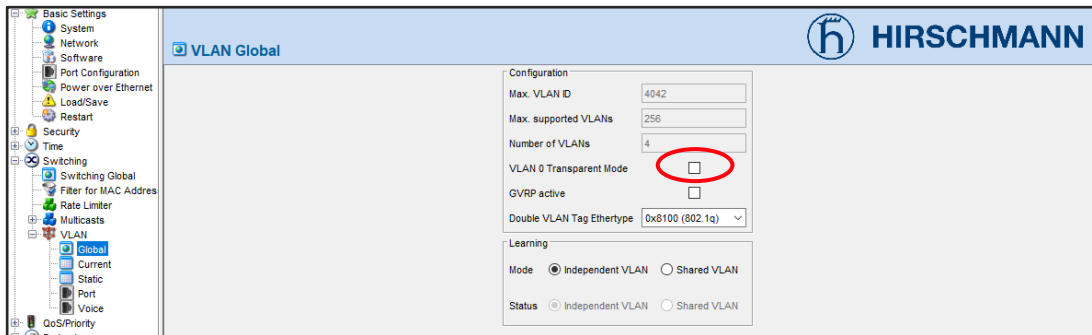 Basic Settings
System
Network
Software
Port Configuration
Power over Ethernet
Load/Save
Restart
Security
Time
Switching
Switching Global
Filter for MAC Addres
Rate Limiter
Multicasts
VLAN
Global
Current
Static
Port
Voice
QoS/Priority
VLAN Global
HIRSCHMANN
Configuration
Max. VLAN ID 4042
Max. supported VLANs 256
Number of VLANs 4
VLAN 0 Transparent Mode
GVRP active
Double VLAN Tag Ethertype 0x8100 (802.1q)
Learning
Mode Independent VLAN Shared VLAN
Status Independent VLAN Shared VLAN